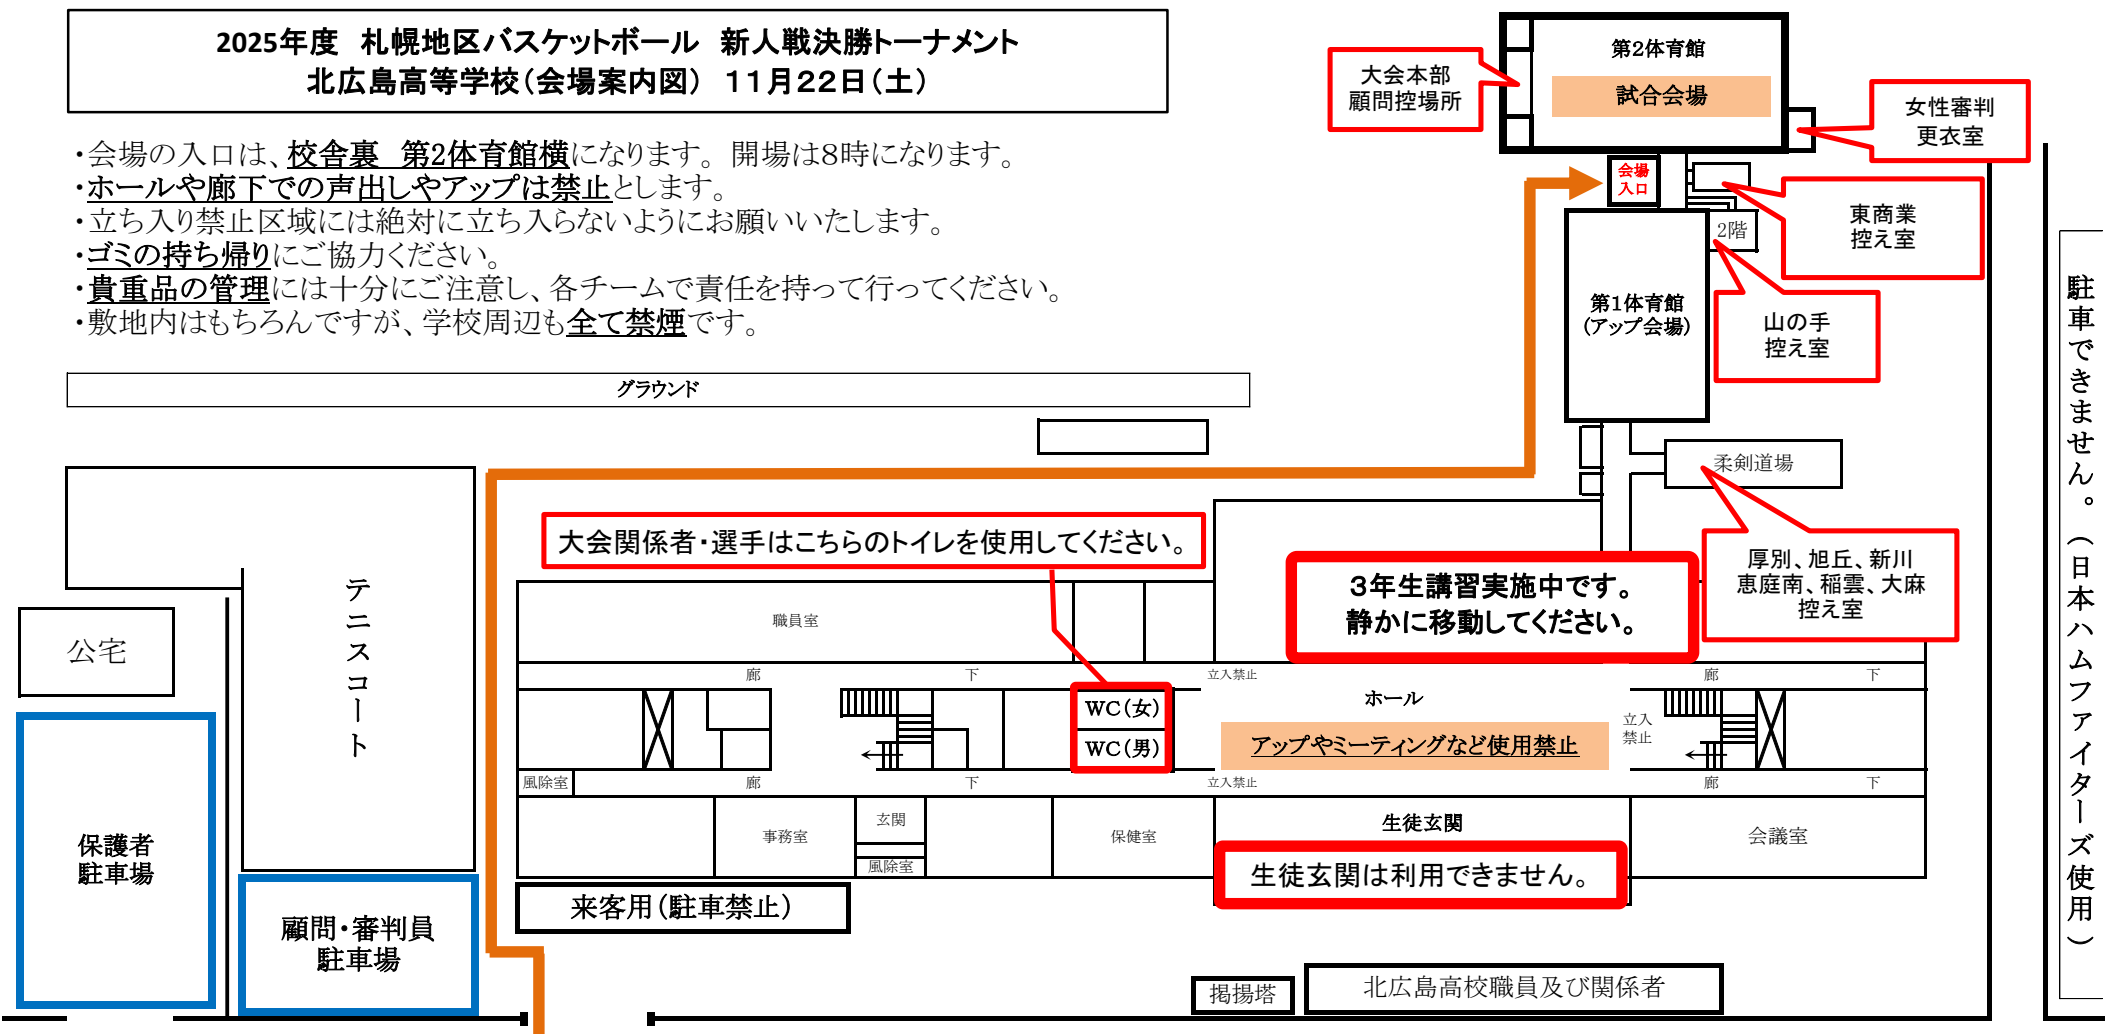 2025年度　札幌地区バスケットボール　新人戦決勝トーナメント
北広島高等学校（会場案内図）　11月22日（土）
・会場の入口は、校舎裏　第2体育館横になります。開場は8時になります。
・ホールや廊下での声出しやアップは禁止とします。
・立ち入り禁止区域には絶対に立ち入らないようにお願いいたします。
・ゴミの持ち帰りにご協力ください。
・貴重品の管理には十分にご注意し、各チームで責任を持って行ってください。
・敷地内はもちろんですが、学校周辺も全て禁煙です。
大会本部
顧問控場所
第2体育館
試合会場
女性審判
更衣室
会場
入口
東商業
控え室
2階
第1体育館
（アップ会場）
山の手
控え室
グラウンド
柔剣道場
厚別、旭丘、新川
恵庭南、稲雲、大麻
控え室
駐車できません。（日本ハムファイターズ使用）
大会関係者・選手はこちらのトイレを使用してください。
3年生講習実施中です。
静かに移動してください。
テニスコート
公宅
職員室
廊
下
立入禁止
廊
下
ホール
WC（女）
WC（男）
アップやミーティングなど使用禁止
立入
禁止
風除室
廊
下
立入禁止
廊
下
保護者
駐車場
事務室
玄関
風除室
保健室
生徒玄関
会議室
生徒玄関は利用できません。
来客用（駐車禁止）
顧問・審判員
駐車場
掲揚塔
北広島高校職員及び関係者